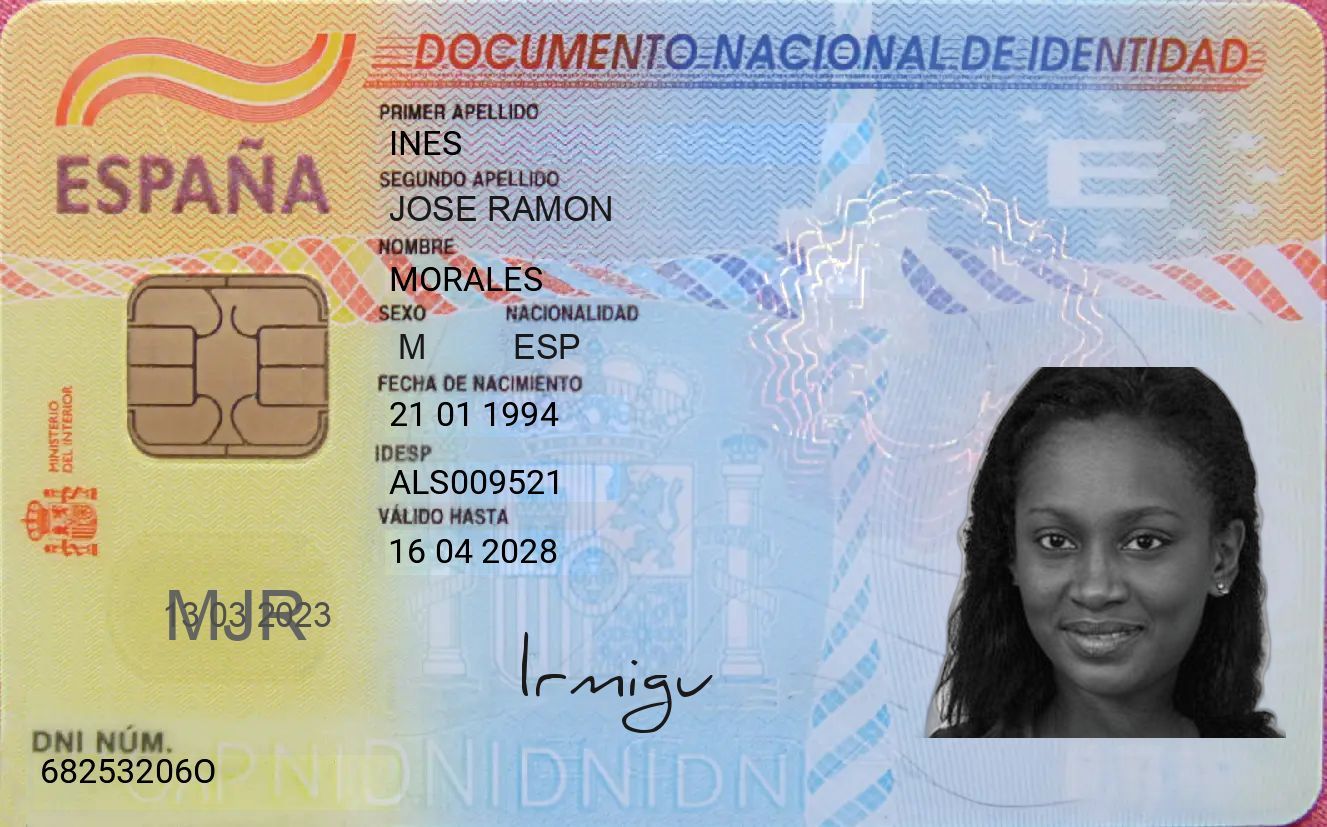 DOCUMENTO NACIONAL DE IDENTIDAD
ESPAÑA
PRIMER APELLIDO
INES
SEGUNDO APELLIDO
JOSE RAMON
NOMBRE
MORALES
SEXO NACIONALIDAD
M ESP
FECHA DE NACIMIENTO
21 01 1994
IDESP
ALS009521
VÁLIDO HASTA
16 04 2028
MINISTERIO
DEL INTERIOR
E
13 03 2023
MJR
DNI NÚM.
68253206O
DNIDNIDNIDN